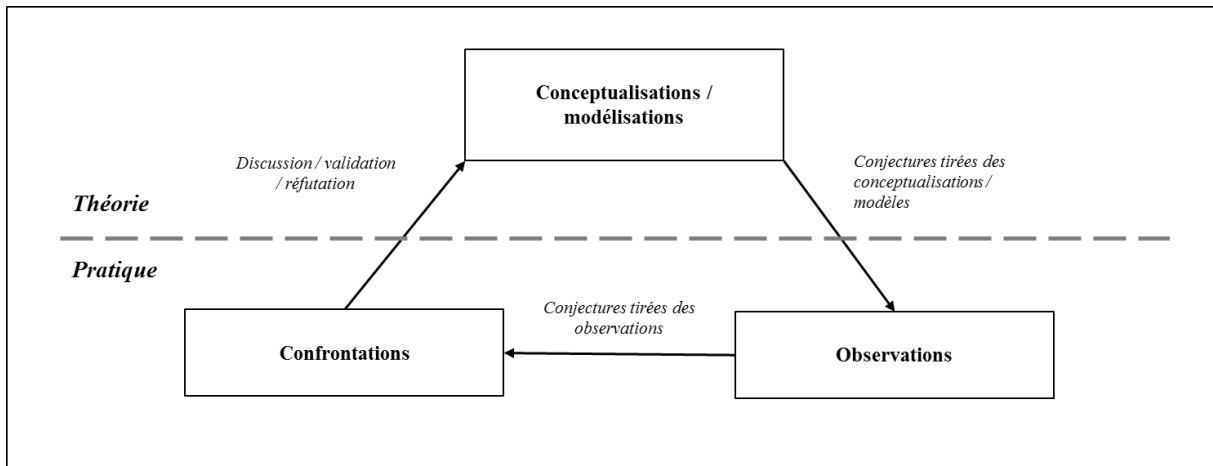 Conceptualisations /
modélisations
Discussion / validation
/ réfutation
Conjectures tirées des
conceptualisations /
modèles
Théorie
Pratique
Conjectures tirées des
observations
Confrontations
Observations